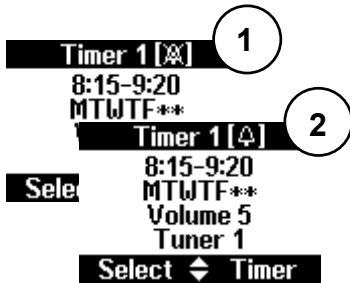 1
Timer 1 [🔕]
8:15-9:20
MTWTF**
Sele
2
Timer 1 [🔔]
8:15-9:20
MTWTF**
Volume 5
Tuner 1
Select ⬍ Timer